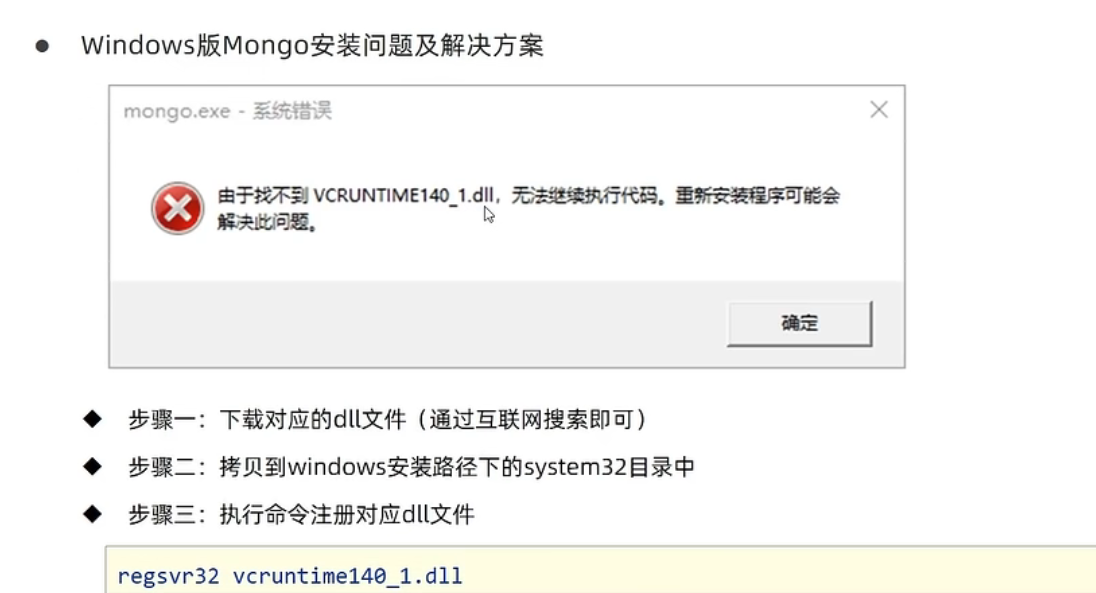 ● Windows版Mongo安装问题及解决方案
mongo.exe - 系统错误
由于找不到 VCRUNTIME140_1.dll，无法继续执行代码。重新安装程序可能会
解决此问题。
确定
◆ 步骤一：下载对应的dll文件（通过互联网搜索即可）
◆ 步骤二：拷贝到windows安装路径下的system32目录中
◆ 步骤三：执行命令注册对应dll文件
regsvr32 vcruntime140_1.dll